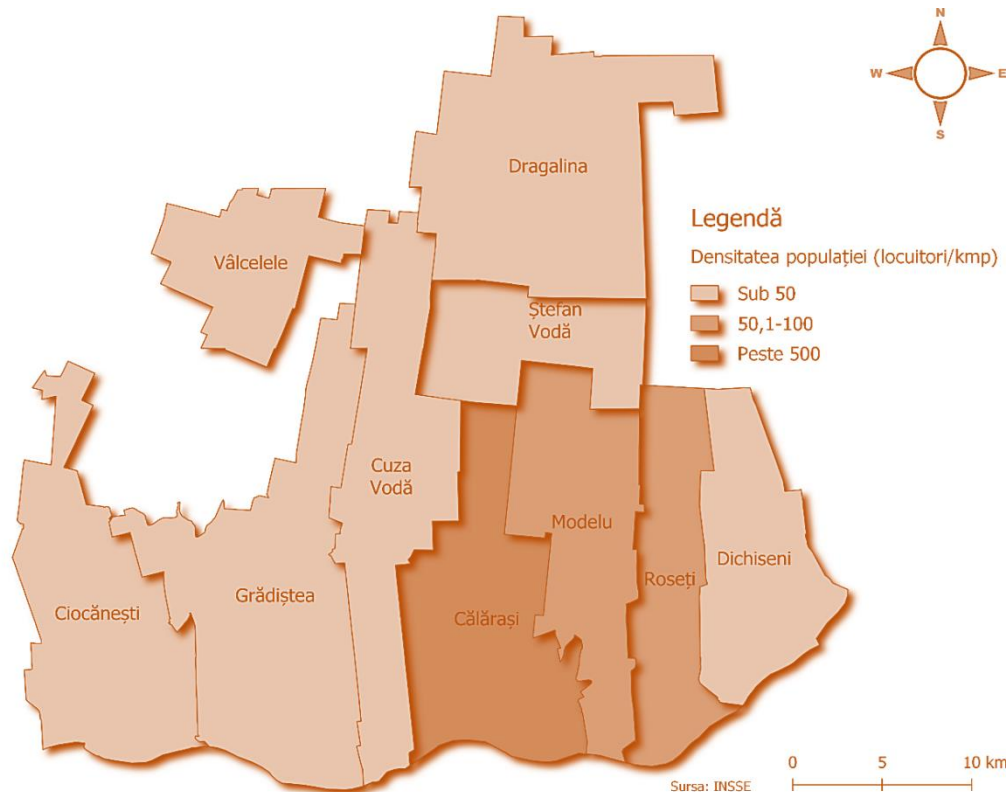 N
W E
S
Dragalina
Vâlcelele
Legendă
Densitatea populației (locuitori/kmp)
Sub 50
50,1-100
Peste 500
Ștefan
Vodă
Cuza
Vodă
Modelu
Dichiseni
Roseți
Grădiștea
Ciocănești
Călărași
0 5 10 km
Sursa: INSSE